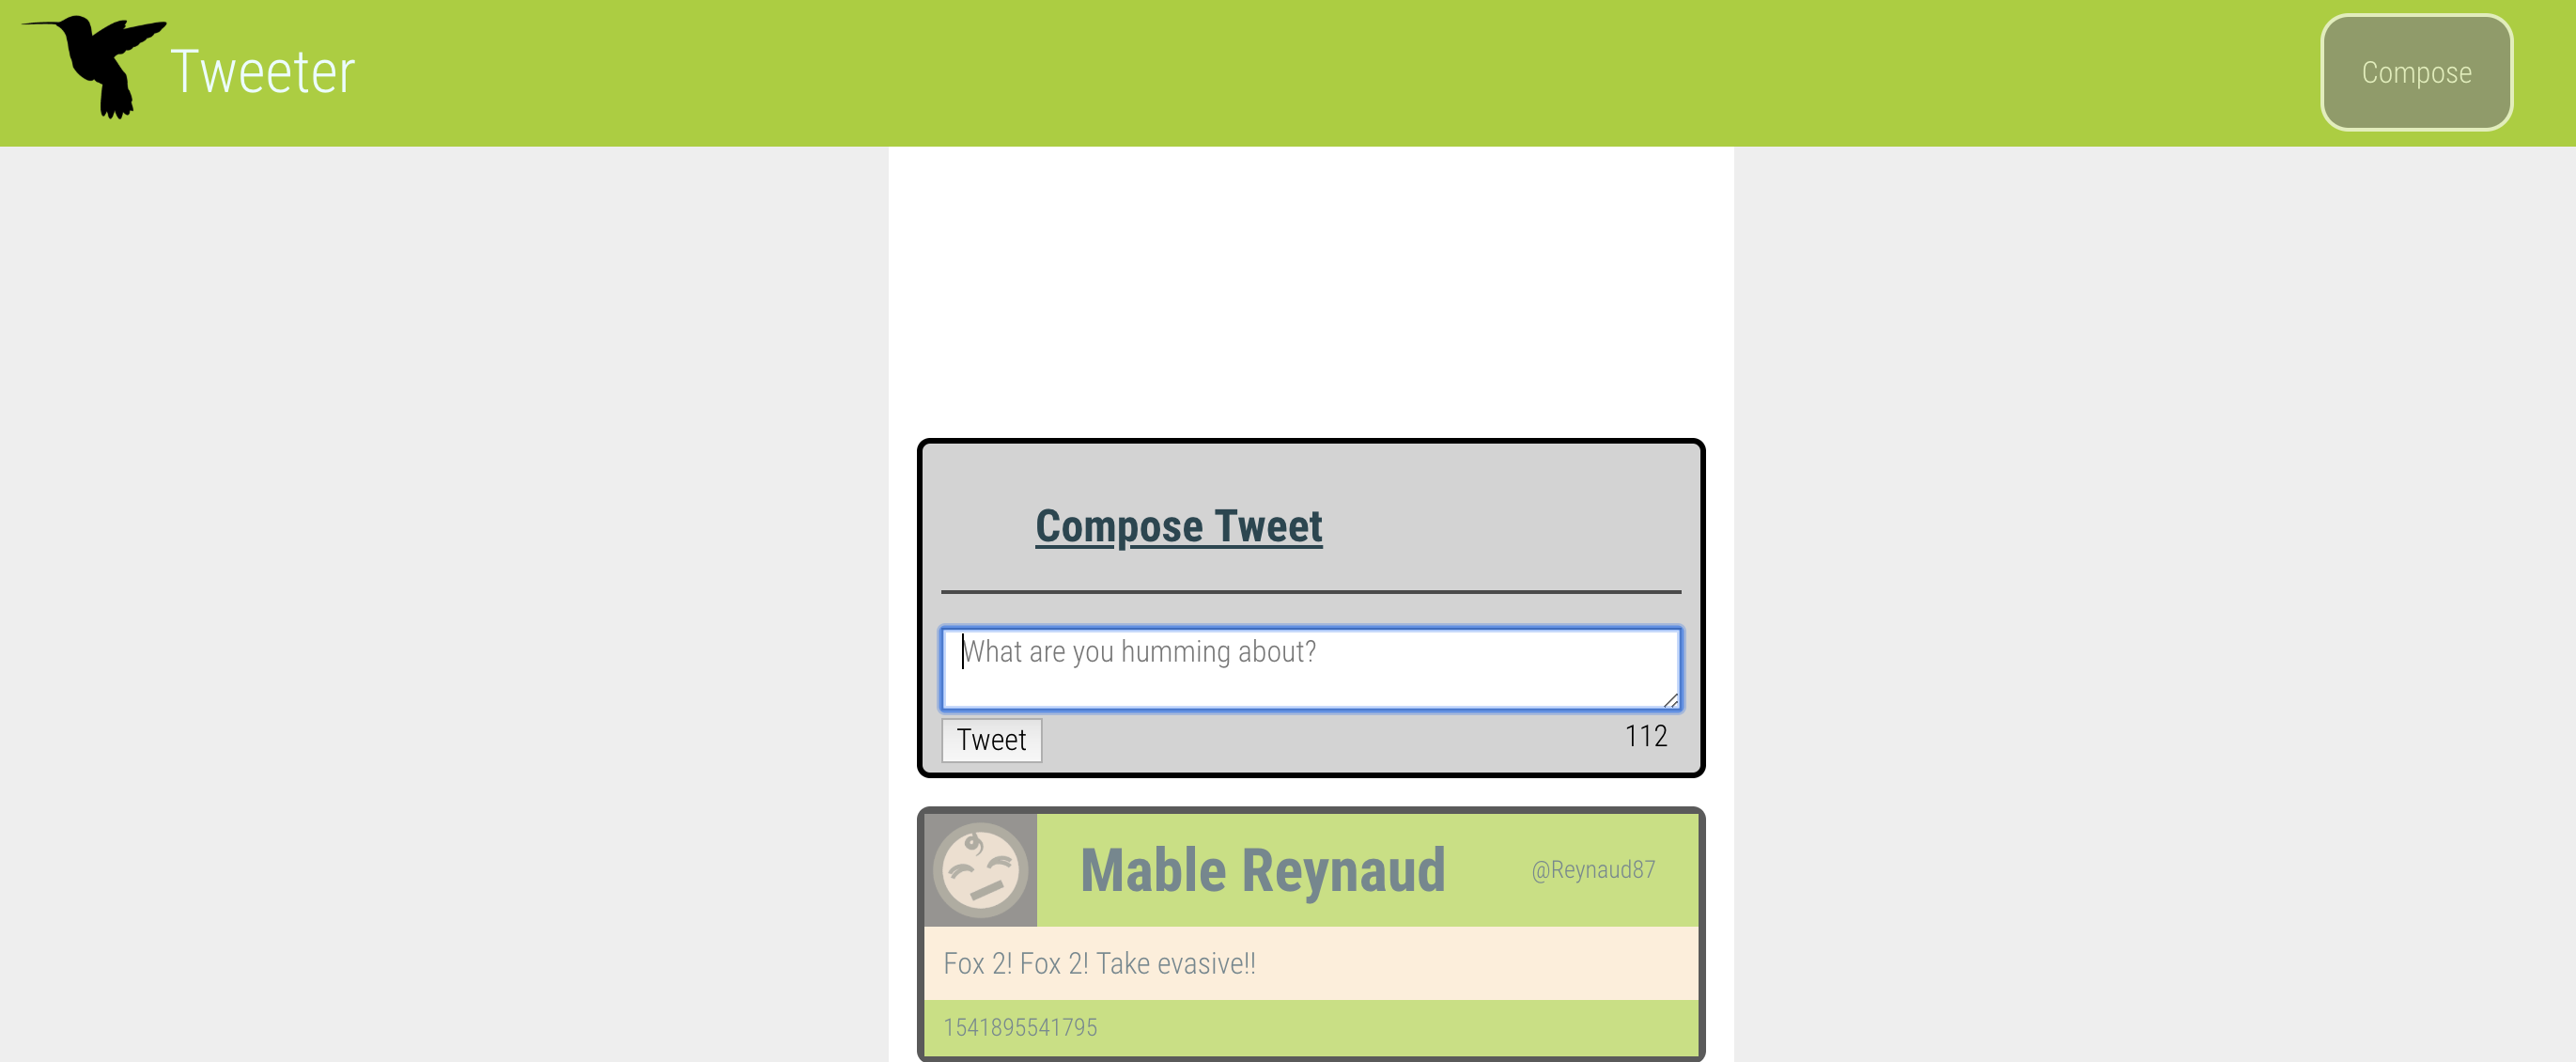 Tweeter
Compose
Compose Tweet
What are you humming about?
Tweet
112
Mable Reynaud
@Reynaud87
Fox 2! Fox 2! Take evasive!!
1541895541795